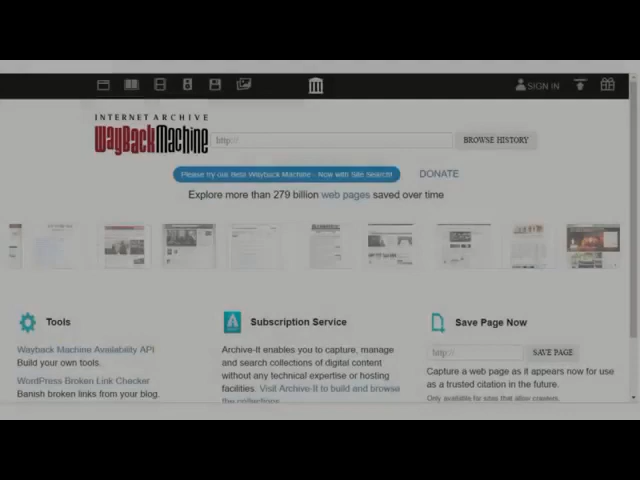 SIGN IN
INTERNET ARCHIVE
WayBackMachine
http://
BROWSE HISTORY
Please try our Beta Wayback Machine - Now with Site Search!
DONATE
Explore more than 279 billion web pages saved over time
Tools
Wayback Machine Availability API
Build your own tools.
WordPress Broken Link Checker
Banish broken links from your blog.
Subscription Service
Archive-It enables you to capture, manage
and search collections of digital content
without any technical expertise or hosting
facilities. Visit Archive-It to build and browse
the collections.
Save Page Now
http://
SAVE PAGE
Capture a web page as it appears now for use
as a trusted citation in the future.
Only available for sites that allow crawlers.